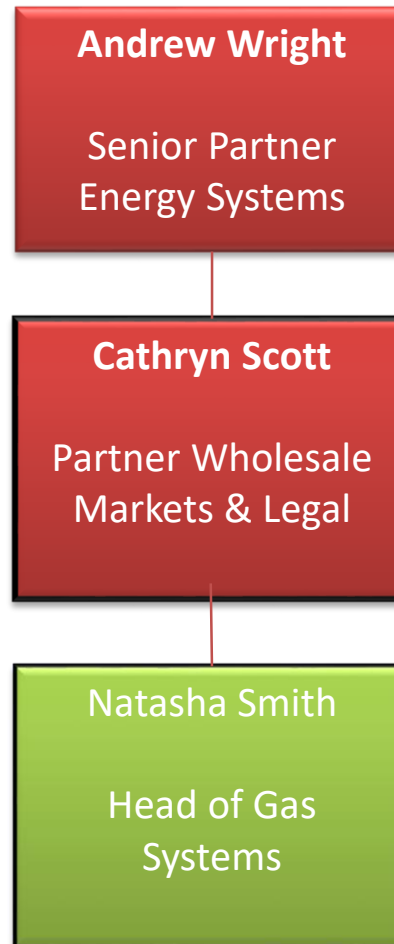 Andrew Wright
Senior Partner
Energy Systems
Cathryn Scott
Partner Wholesale
Markets & Legal
Natasha Smith
Head of Gas
Systems